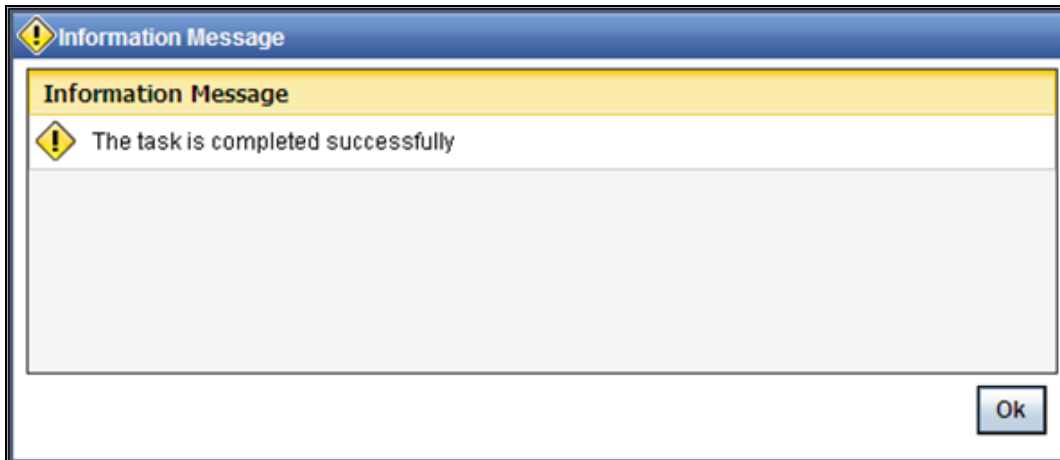 Information Message
Information Message
The task is completed successfully
Ok